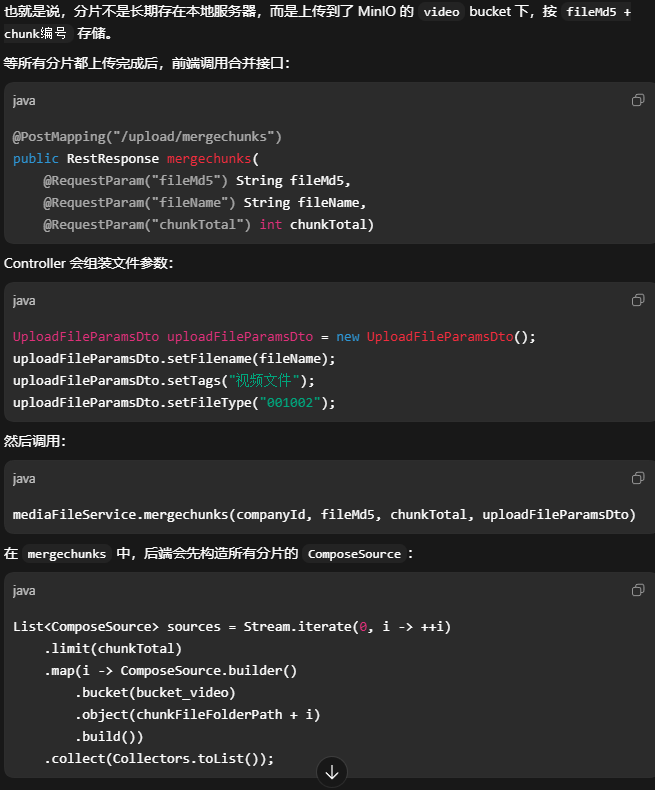 也就是说，分片不是长期存在本地服务器，而是上传到了 MinIO 的 video bucket 下，按 fileMd5 +
chunk编号 存储。
等所有分片都上传完成后，前端调用合并接口：
java
@PostMapping("/upload/mergechunks")
public RestResponse mergechunks(
    @RequestParam("fileMd5") String fileMd5,
    @RequestParam("fileName") String fileName,
    @RequestParam("chunkTotal") int chunkTotal)
Controller 会组装文件参数：
java
UploadFileParamsDto uploadFileParamsDto = new UploadFileParamsDto();
uploadFileParamsDto.setFilename(fileName);
uploadFileParamsDto.setTags("视频文件");
uploadFileParamsDto.setFileType("001002");
然后调用：
java
mediaFileService.mergechunks(companyId, fileMd5, chunkTotal, uploadFileParamsDto)
在 mergechunks 中，后端会先构造所有分片的 ComposeSource ：
java
List<ComposeSource> sources = Stream.iterate(0, i -> ++i)
    .limit(chunkTotal)
    .map(i -> ComposeSource.builder()
        .bucket(bucket_video)
        .object(chunkFileFolderPath + i)
        .build())
    .collect(Collectors.toList());